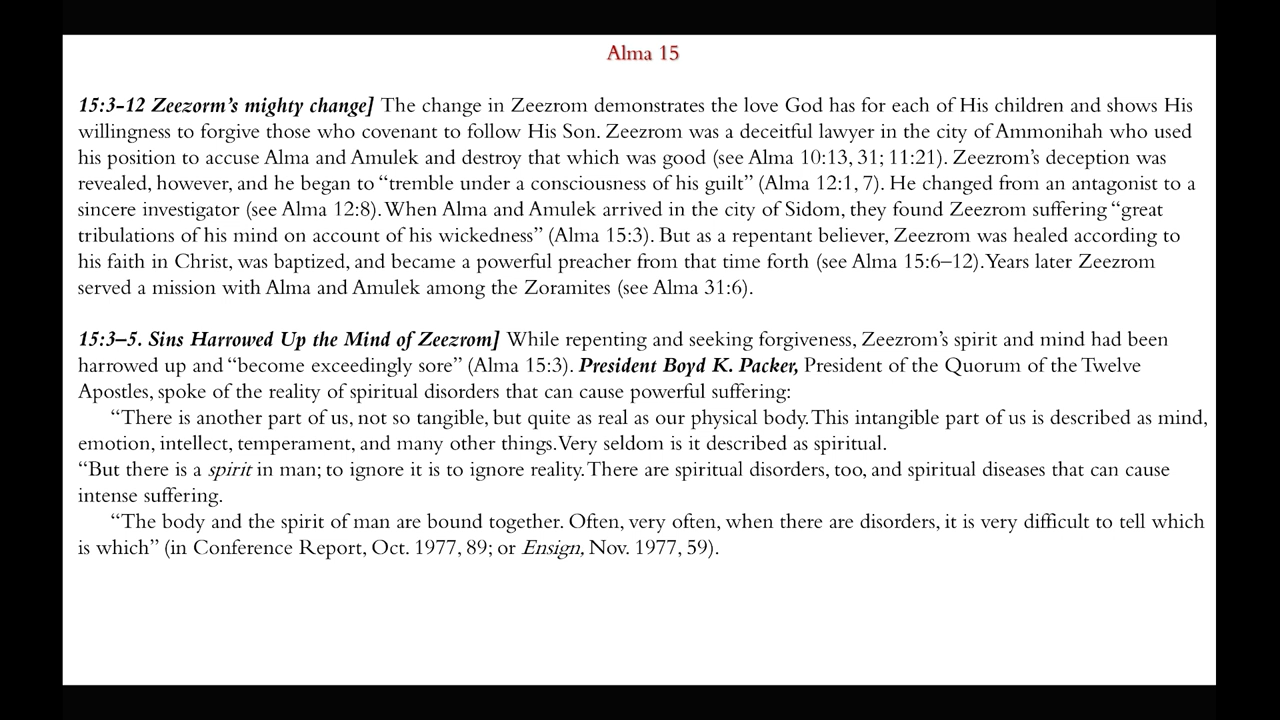 Alma 15
15:3-12 Zeezorm's mighty change] The change in Zeezrom demonstrates the love God has for each of His children and shows His
willingness to forgive those who covenant to follow His Son. Zeezrom was a deceitful lawyer in the city of Ammonihah who used
his position to accuse Alma and Amulek and destroy that which was good (see Alma 10:13, 31; 11:21). Zeezrom's deception was
revealed, however, and he began to “tremble under a consciousness of his guilt” (Alma 12:1, 7). He changed from an antagonist to a
sincere investigator (see Alma 12:8). When Alma and Amulek arrived in the city of Sidom, they found Zeezrom suffering “great
tribulations of his mind on account of his wickedness” (Alma 15:3). But as a repentant believer, Zeezrom was healed according to
his faith in Christ, was baptized, and became a powerful preacher from that time forth (see Alma 15:6–12). Years later Zeezrom
served a mission with Alma and Amulek among the Zoramites (see Alma 31:6).
15:3–5. Sins Harrowed Up the Mind of Zeezrom] While repenting and seeking forgiveness, Zeezrom's spirit and mind had been
harrowed up and “become exceedingly sore” (Alma 15:3). President Boyd K. Packer, President of the Quorum of the Twelve
Apostles, spoke of the reality of spiritual disorders that can cause powerful suffering:
“There is another part of us, not so tangible, but quite as real as our physical body. This intangible part of us is described as mind,
emotion, intellect, temperament, and many other things. Very seldom is it described as spiritual.
“But there is a spirit in man; to ignore it is to ignore reality. There are spiritual disorders, too, and spiritual diseases that can cause
intense suffering.
“The body and the spirit of man are bound together. Often, very often, when there are disorders, it is very difficult to tell which
is which” (in Conference Report, Oct. 1977, 89; or Ensign, Nov. 1977, 59).